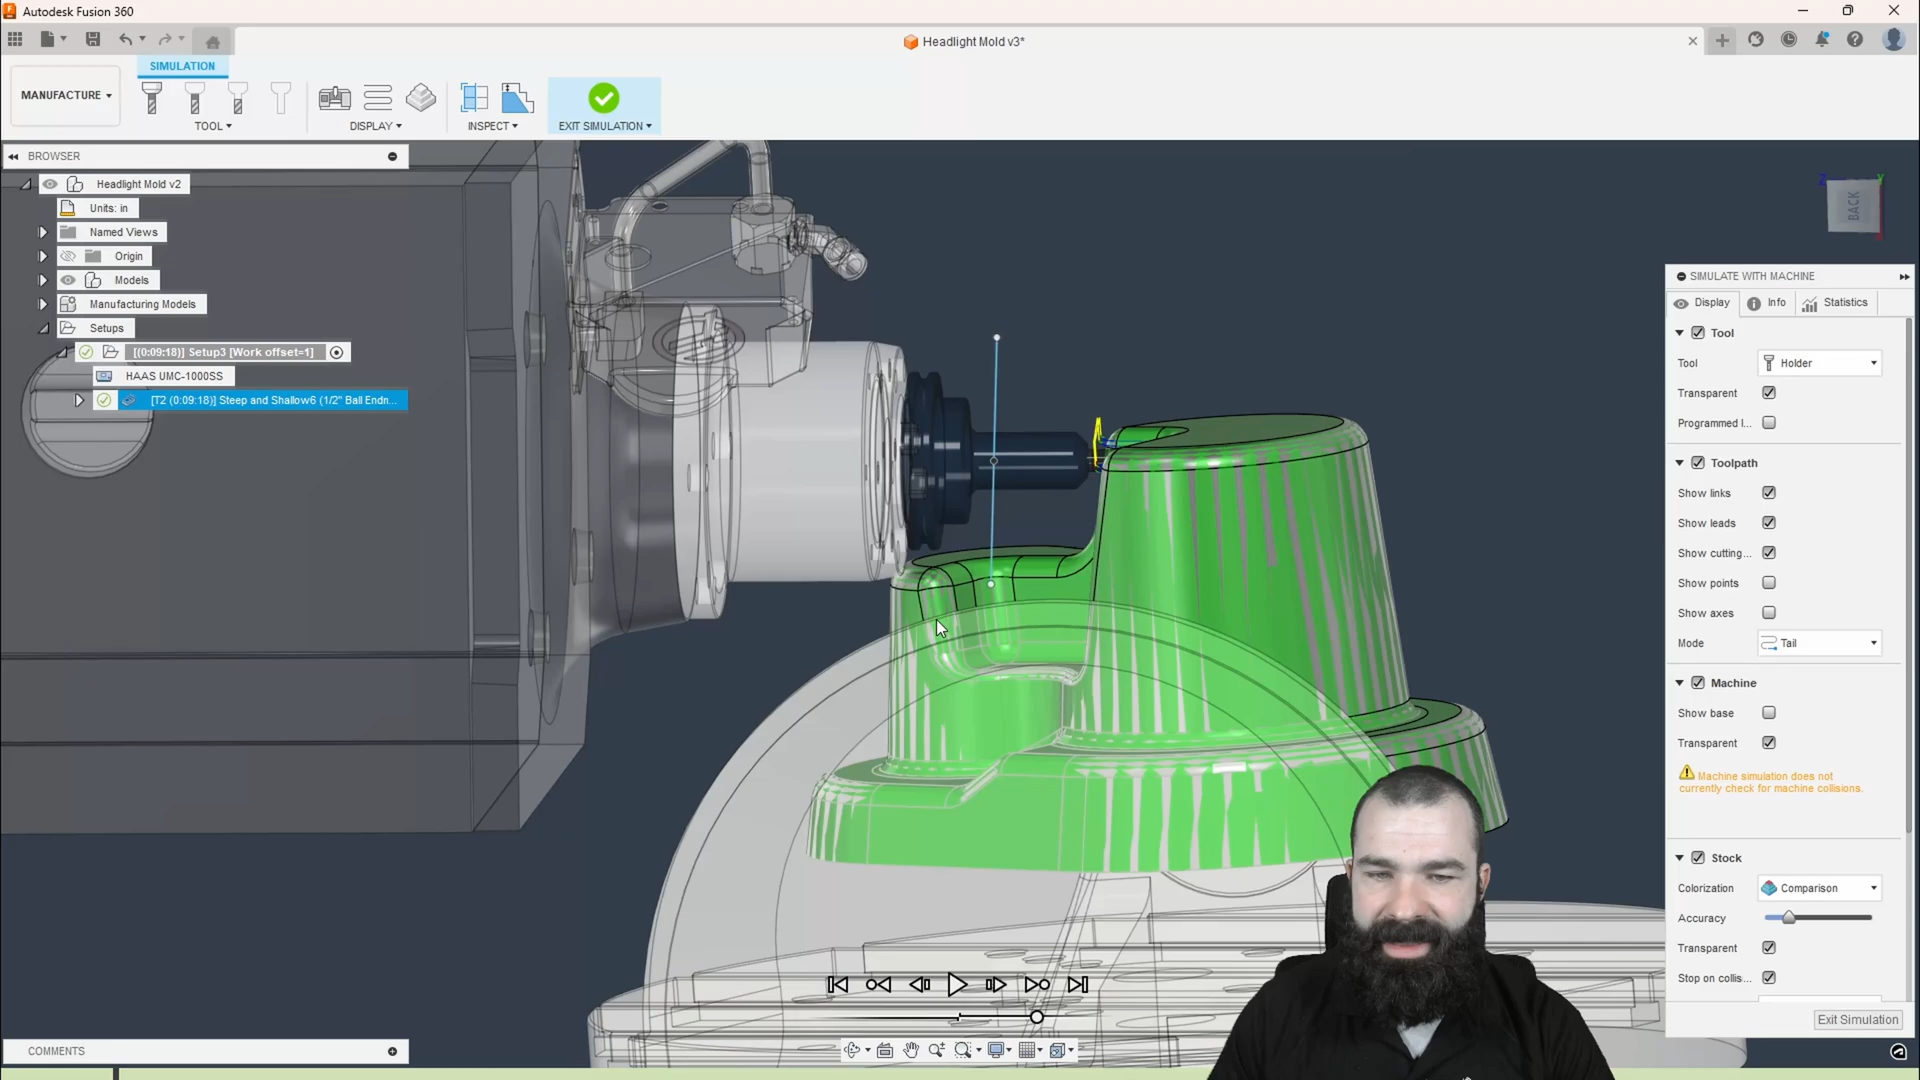 Autodesk Fusion 360
Headlight Mold v3*
SIMULATION
MANUFACTURE
TOOL
DISPLAY
INSPECT
EXIT SIMULATION
BROWSER
Headlight Mold v2
Units: in
Named Views
Origin
Models
Manufacturing Models
Setups
[(0:09:18)] Setup3 [Work offset=1]
HAAS UMC-1000SS
[T2 (0:09:18)] Steep and Shallow6 (1/2" Ball Endn...
COMMENTS
BACK
Z
Y
SIMULATE WITH MACHINE
Display
Info
Statistics
Tool
Tool
Holder
Transparent
Programmed l...
Toolpath
Show links
Show leads
Show cutting...
Show points
Show axes
Mode
Tail
Machine
Show base
Transparent
Machine simulation does not
currently check for machine collisions.
Stock
Colorization
Comparison
Accuracy
Transparent
Stop on collis...
Exit Simulation